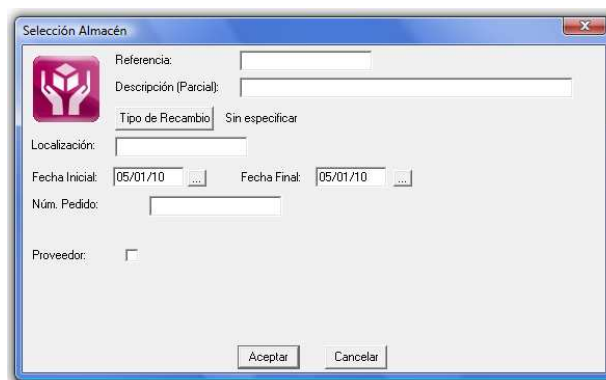 Selección Almacén
Referencia:
Descripción (Parcial):
Tipo de Recambio Sin especificar
Localización:
Fecha Inicial: 05/01/10 ... Fecha Final: 05/01/10 ...
Núm. Pedido:
Proveedor:
Aceptar Cancelar